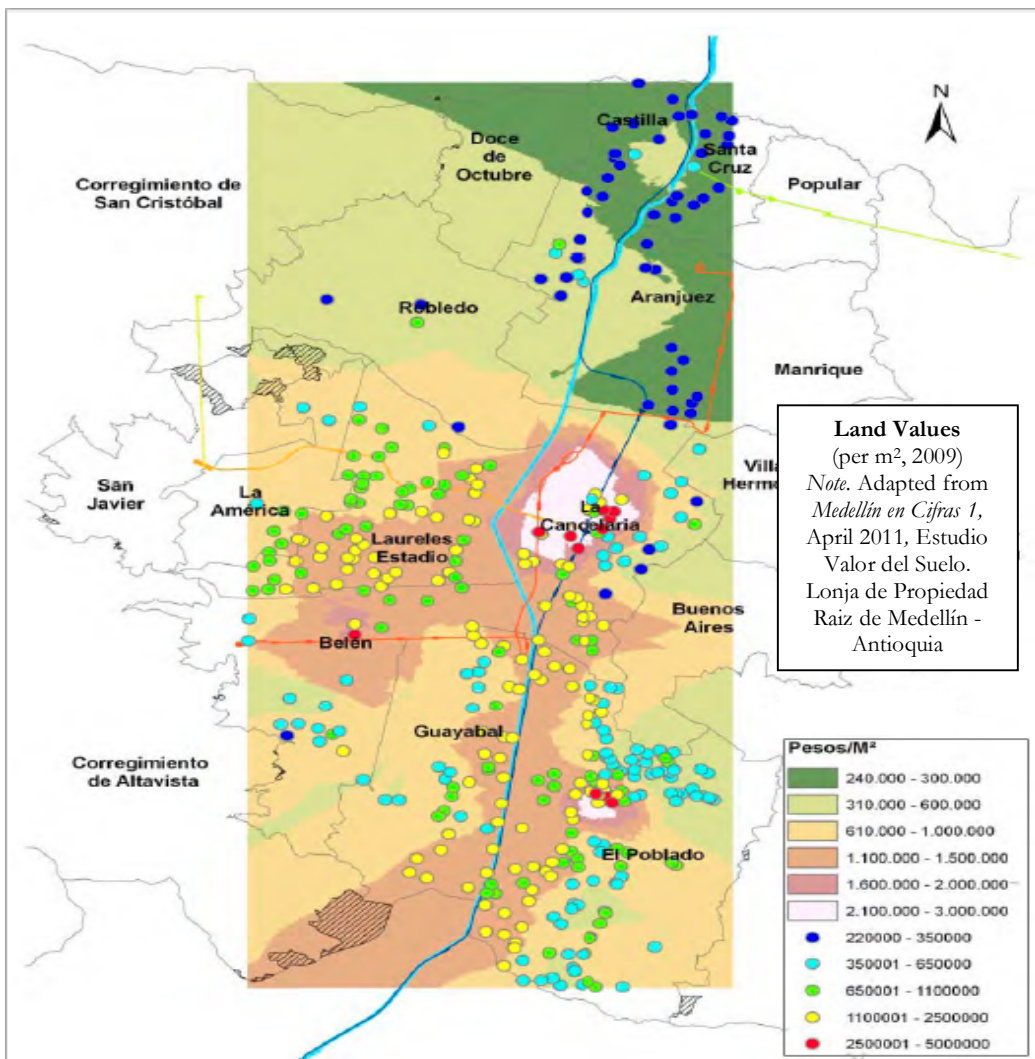 N
Castilla
Doce
de
Octubre
Santa
Cruz
Popular
Corregimiento de
San Cristóbal
Aranjuez
Robledo
Manrique
Land Values
(per m², 2009)
Note. Adapted from
Medellín en Cifras 1,
April 2011, Estudio
Valor del Suelo.
Lonja de Propiedad
Raiz de Medellín -
Antioquia
Villa
Hermo
San
Javier
La
América
La
Candelaria
Laureles
Estadio
Buenos
Aires
Belén
Guayabal
Corregimiento
de Altavista
El Poblado
Pesos/M²
240.000 - 300.000
310.000 - 600.000
610.000 - 1.000.000
1.100.000 - 1.500.000
1.600.000 - 2.000.000
2.100.000 - 3.000.000
220000 - 350000
350001 - 650000
650001 - 1100000
1100001 - 2500000
2500001 - 5000000